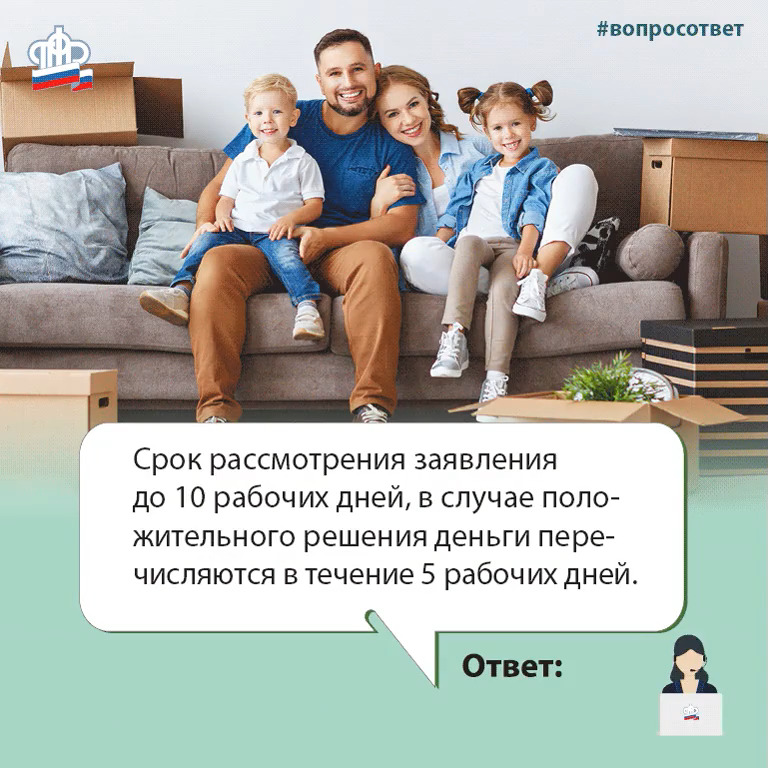 #вопросответ
Срок рассмотрения заявления
до 10 рабочих дней, в случае поло-
жительного решения деньги пере-
числяются в течение 5 рабочих дней.
Ответ: